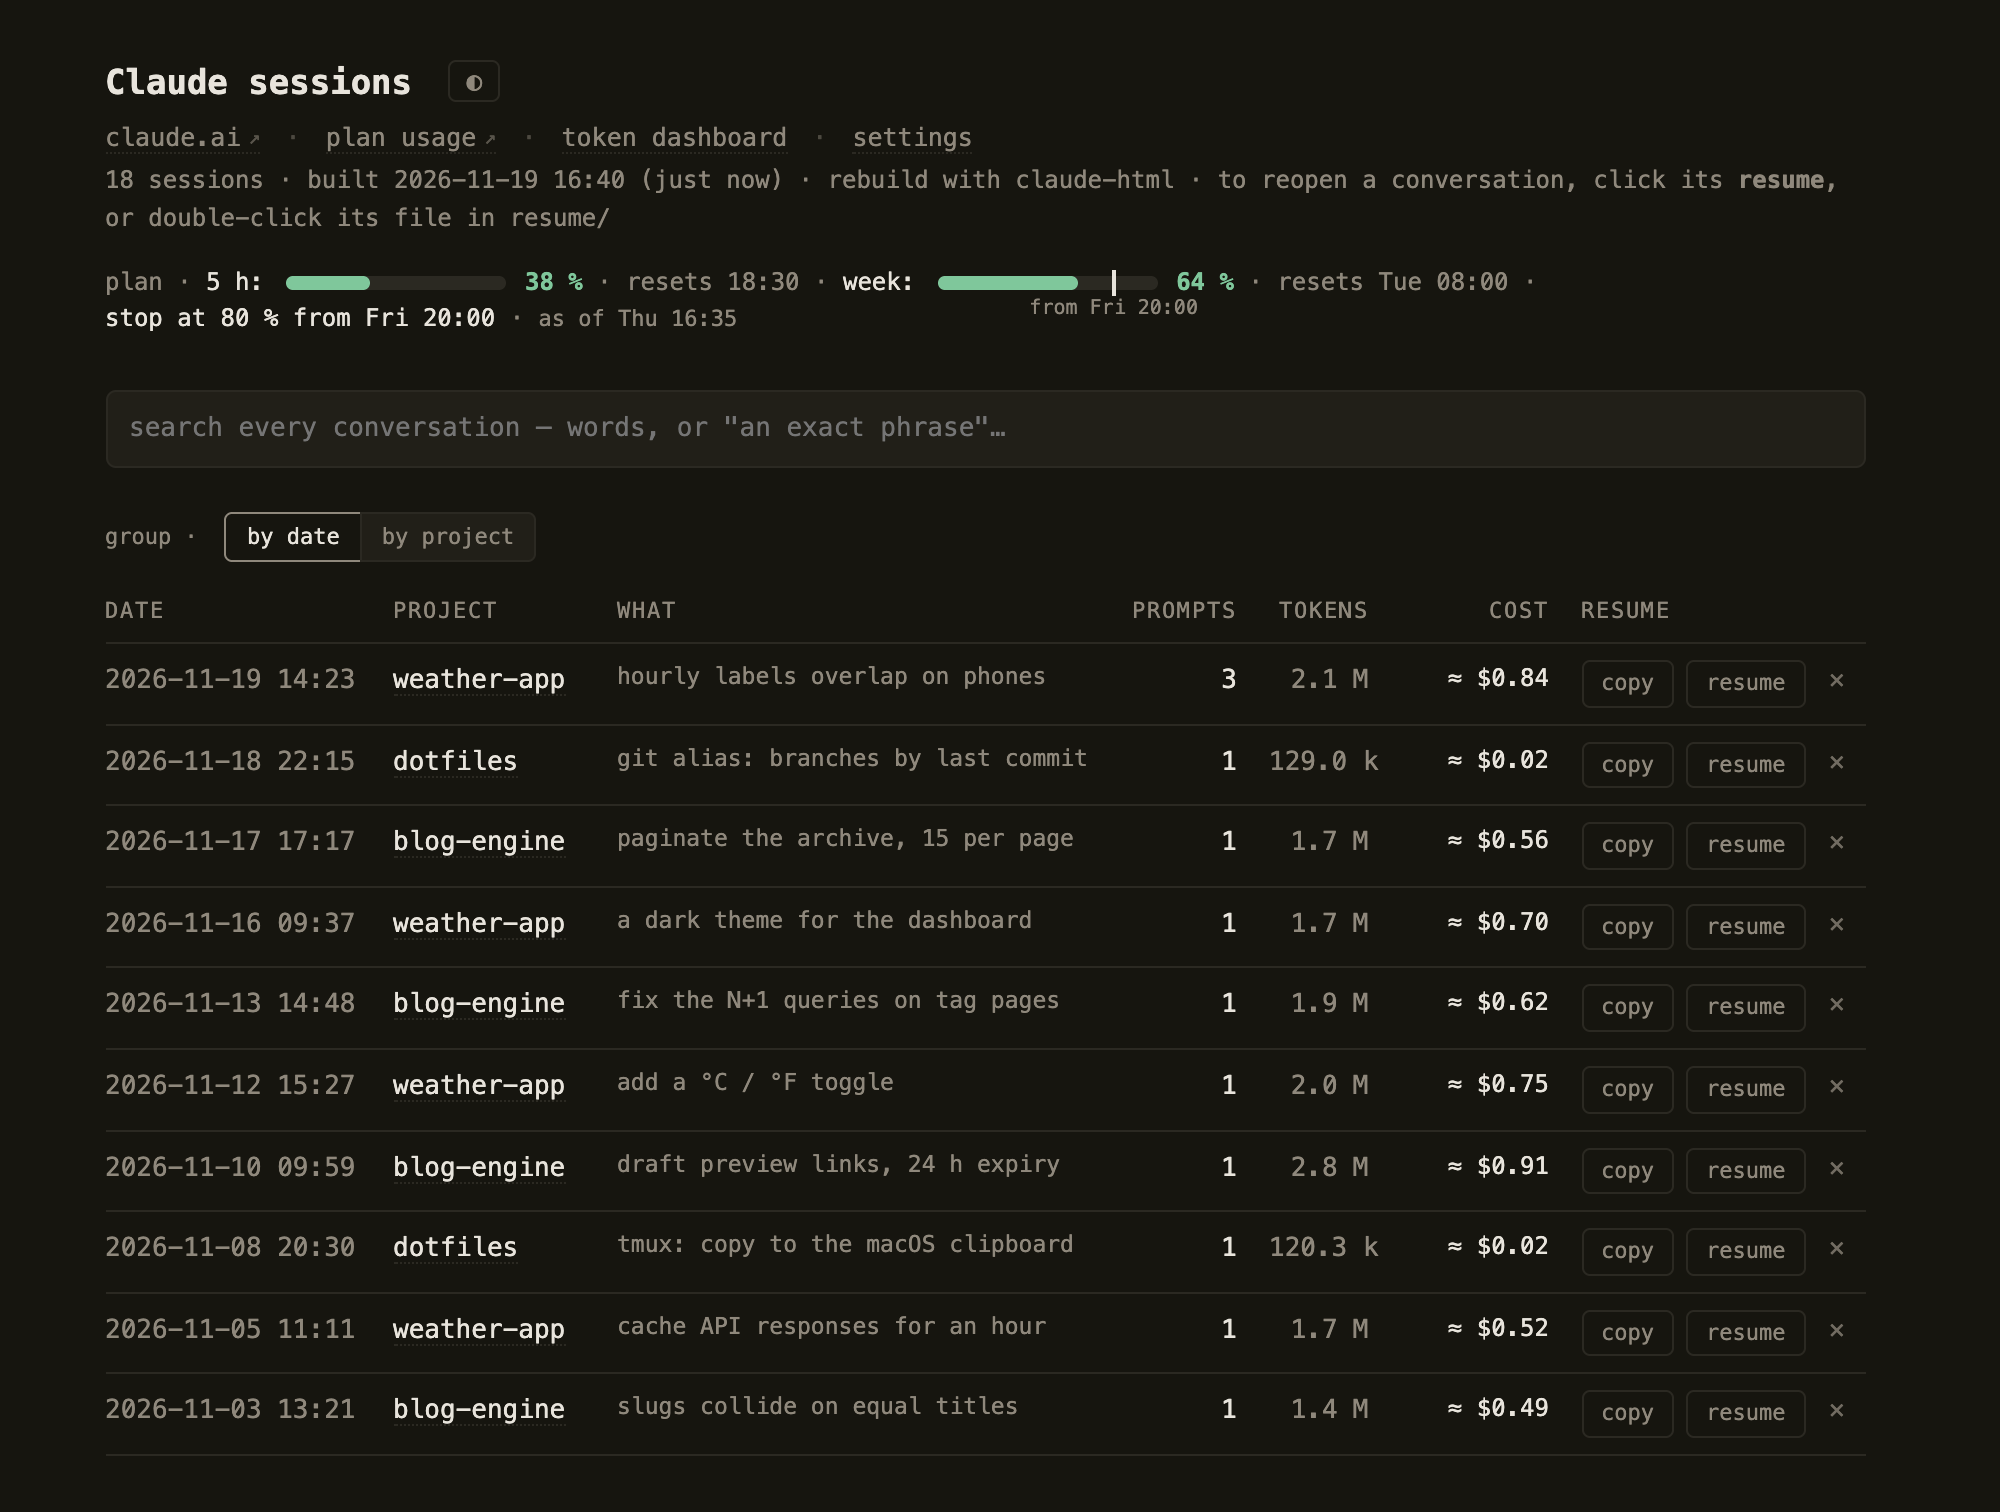 Claude sessions ◐
claude.ai ↗ · plan usage ↗ · token dashboard · settings
18 sessions · built 2026-11-19 16:40 (just now) · rebuild with claude-html · to reopen a conversation, click its resume,
or double-click its file in resume/
plan · 5 h: 38 % · resets 18:30 · week: 64 % · resets Tue 08:00 ·
from Fri 20:00
stop at 80 % from Fri 20:00 · as of Thu 16:35
search every conversation — words, or "an exact phrase"…
group · by date by project
DATE PROJECT WHAT PROMPTS TOKENS COST RESUME
2026-11-19 14:23 weather-app hourly labels overlap on phones 3 2.1 M ≈ $0.84 copy resume ×
2026-11-18 22:15 dotfiles git alias: branches by last commit 1 129.0 k ≈ $0.02 copy resume ×
2026-11-17 17:17 blog-engine paginate the archive, 15 per page 1 1.7 M ≈ $0.56 copy resume ×
2026-11-16 09:37 weather-app a dark theme for the dashboard 1 1.7 M ≈ $0.70 copy resume ×
2026-11-13 14:48 blog-engine fix the N+1 queries on tag pages 1 1.9 M ≈ $0.62 copy resume ×
2026-11-12 15:27 weather-app add a °C / °F toggle 1 2.0 M ≈ $0.75 copy resume ×
2026-11-10 09:59 blog-engine draft preview links, 24 h expiry 1 2.8 M ≈ $0.91 copy resume ×
2026-11-08 20:30 dotfiles tmux: copy to the macOS clipboard 1 120.3 k ≈ $0.02 copy resume ×
2026-11-05 11:11 weather-app cache API responses for an hour 1 1.7 M ≈ $0.52 copy resume ×
2026-11-03 13:21 blog-engine slugs collide on equal titles 1 1.4 M ≈ $0.49 copy resume ×